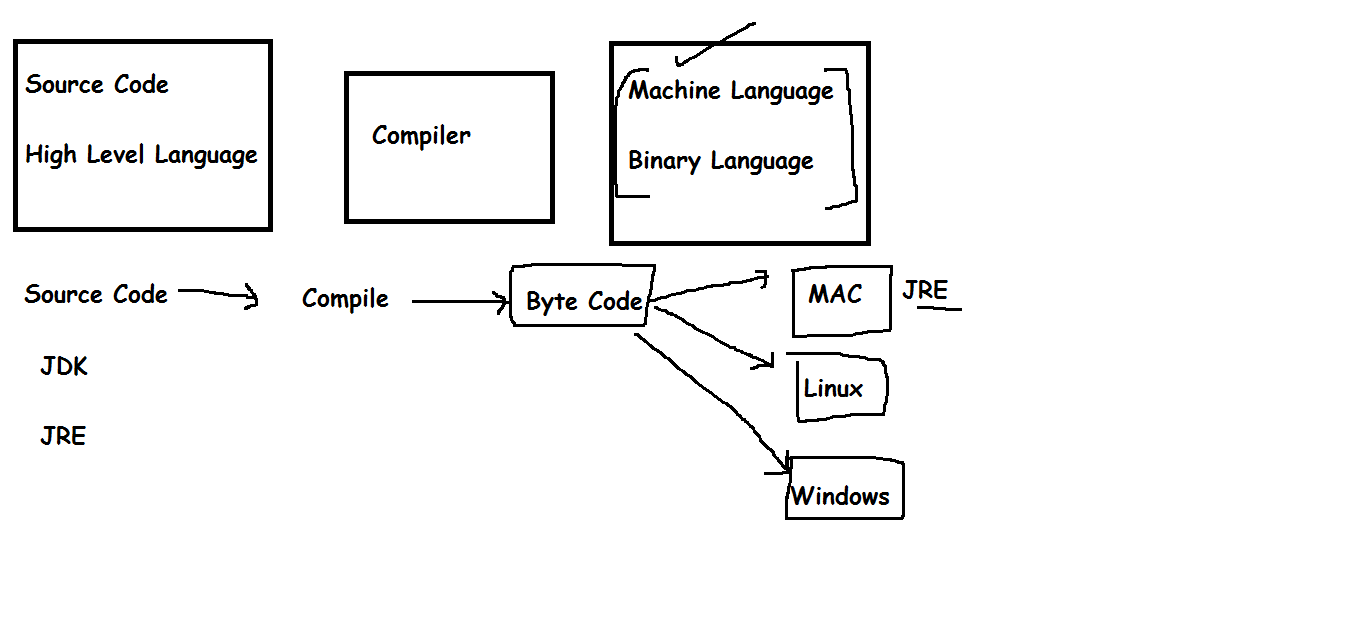 Source Code
High Level Language
Compiler
Machine Language
Binary Language
Source Code
Compile
Byte Code
MAC
JRE
Linux
Windows
JDK
JRE